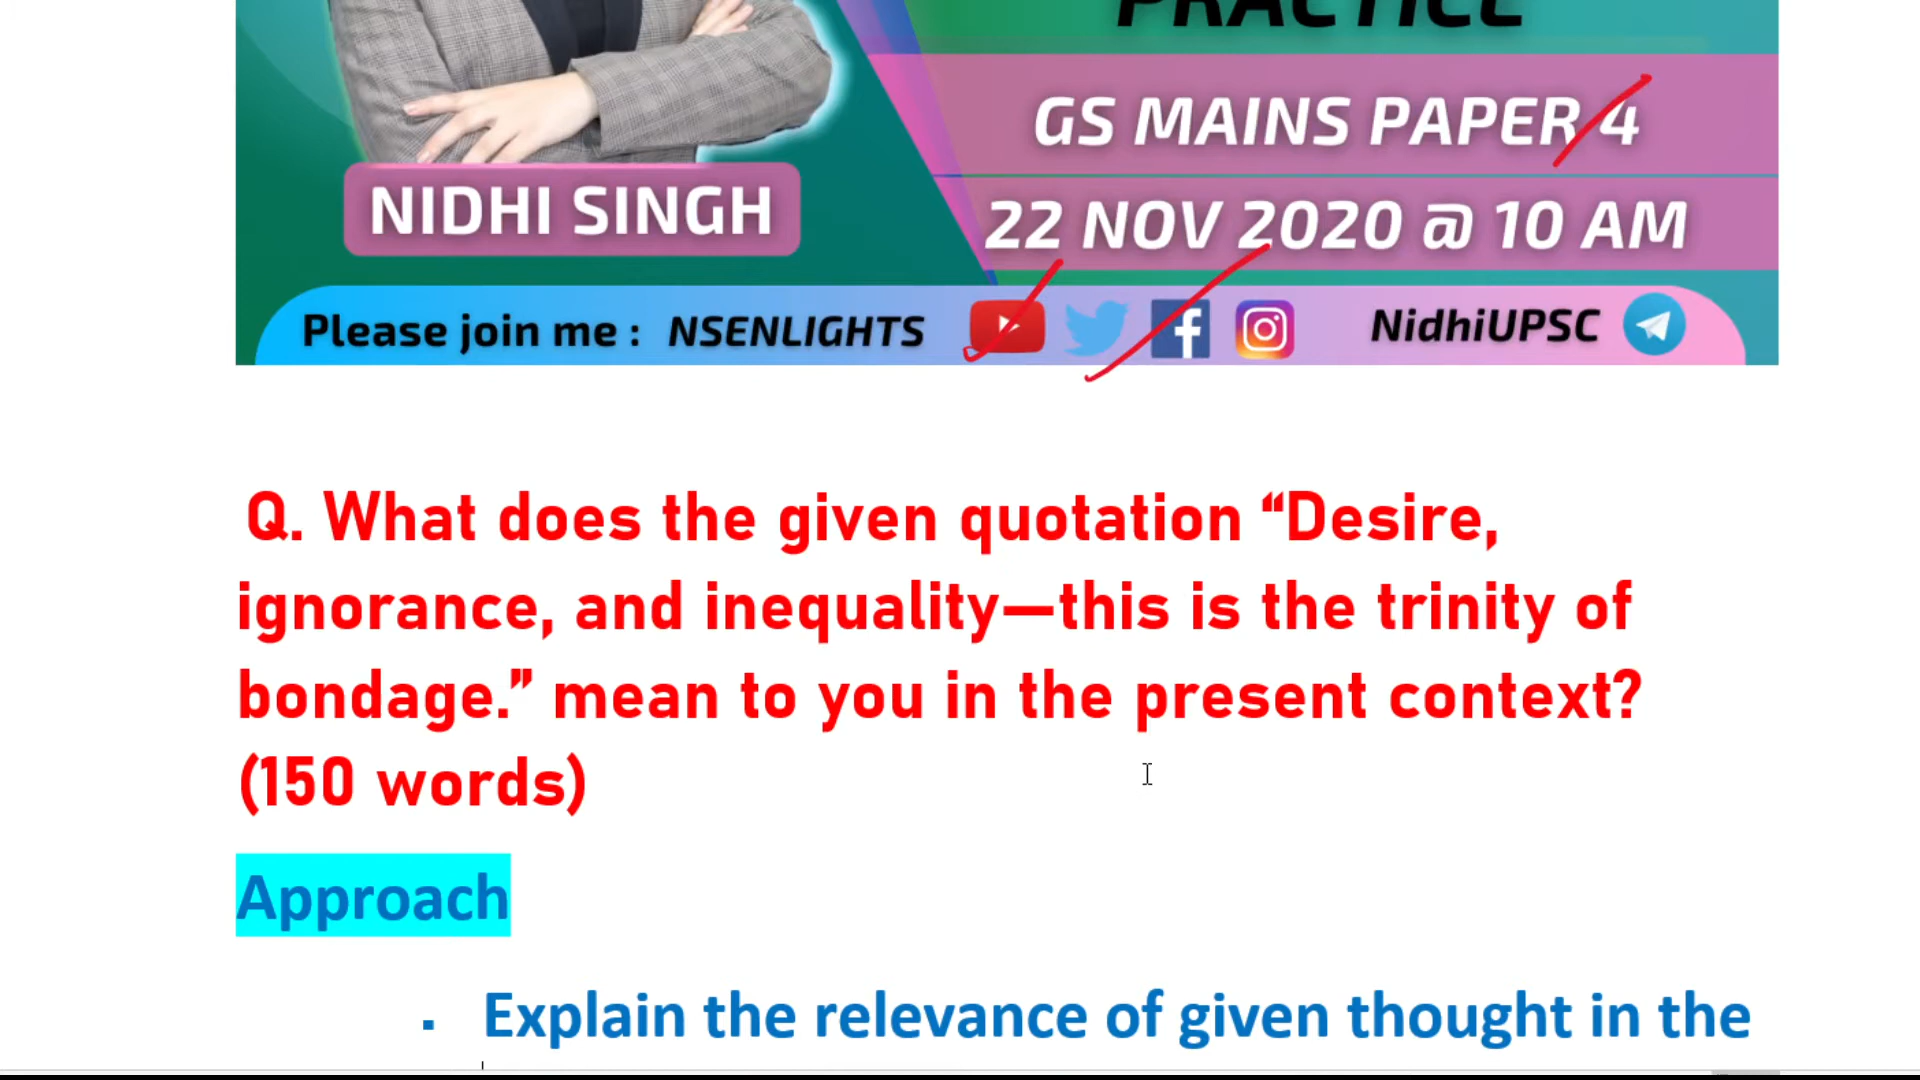 PRACTICE
GS MAINS PAPER 4
NIDHI SINGH
22 NOV 2020 @ 10 AM
Please join me : NSENLIGHTS
NidhiUPSC
Q. What does the given quotation “Desire,
ignorance, and inequality—this is the trinity of
bondage.” mean to you in the present context?
(150 words)
Approach
▪ Explain the relevance of given thought in the